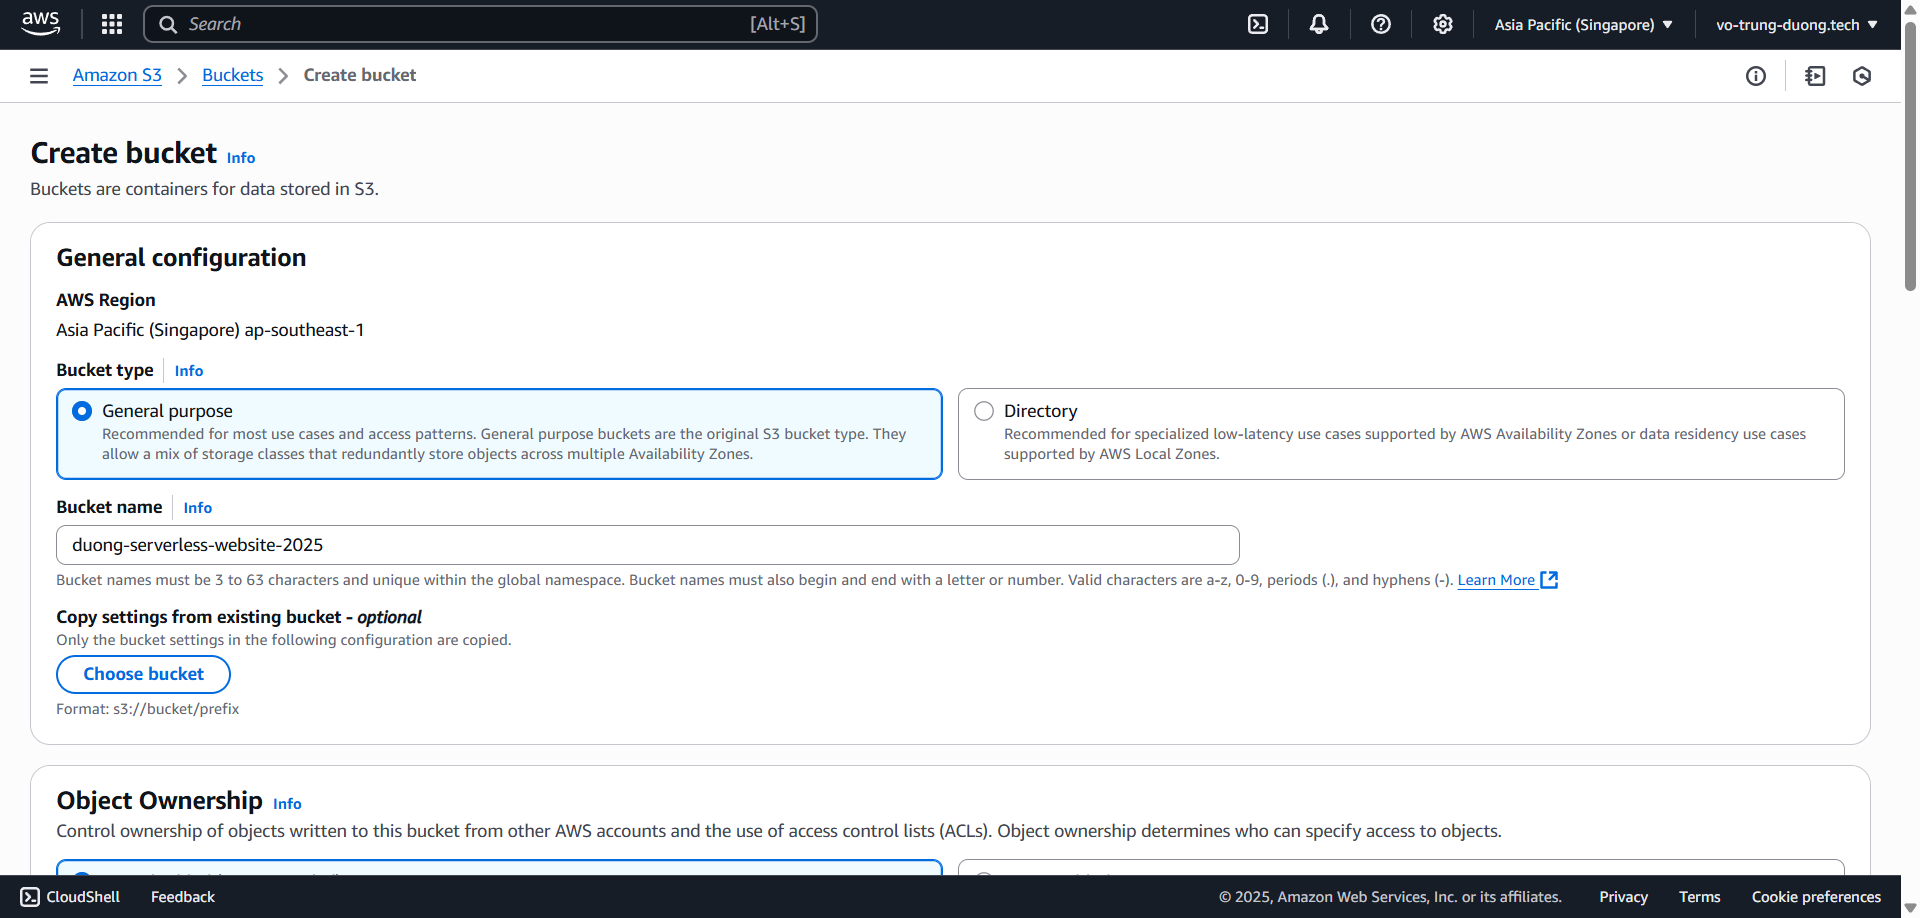 aws
Search [Alt+S]
Asia Pacific (Singapore)
vo-trung-duong.tech
Amazon S3 > Buckets > Create bucket
Create bucket Info
Buckets are containers for data stored in S3.
General configuration
AWS Region
Asia Pacific (Singapore) ap-southeast-1
Bucket type Info
General purpose
Recommended for most use cases and access patterns. General purpose buckets are the original S3 bucket type. They
allow a mix of storage classes that redundantly store objects across multiple Availability Zones.
Directory
Recommended for specialized low-latency use cases supported by AWS Availability Zones or data residency use cases
supported by AWS Local Zones.
Bucket name Info
duong-serverless-website-2025
Bucket names must be 3 to 63 characters and unique within the global namespace. Bucket names must also begin and end with a letter or number. Valid characters are a-z, 0-9, periods (.), and hyphens (-). Learn More
Copy settings from existing bucket - optional
Only the bucket settings in the following configuration are copied.
Choose bucket
Format: s3://bucket/prefix
Object Ownership Info
Control ownership of objects written to this bucket from other AWS accounts and the use of access control lists (ACLs). Object ownership determines who can specify access to objects.
CloudShell Feedback
© 2025, Amazon Web Services, Inc. or its affiliates. Privacy Terms Cookie preferences